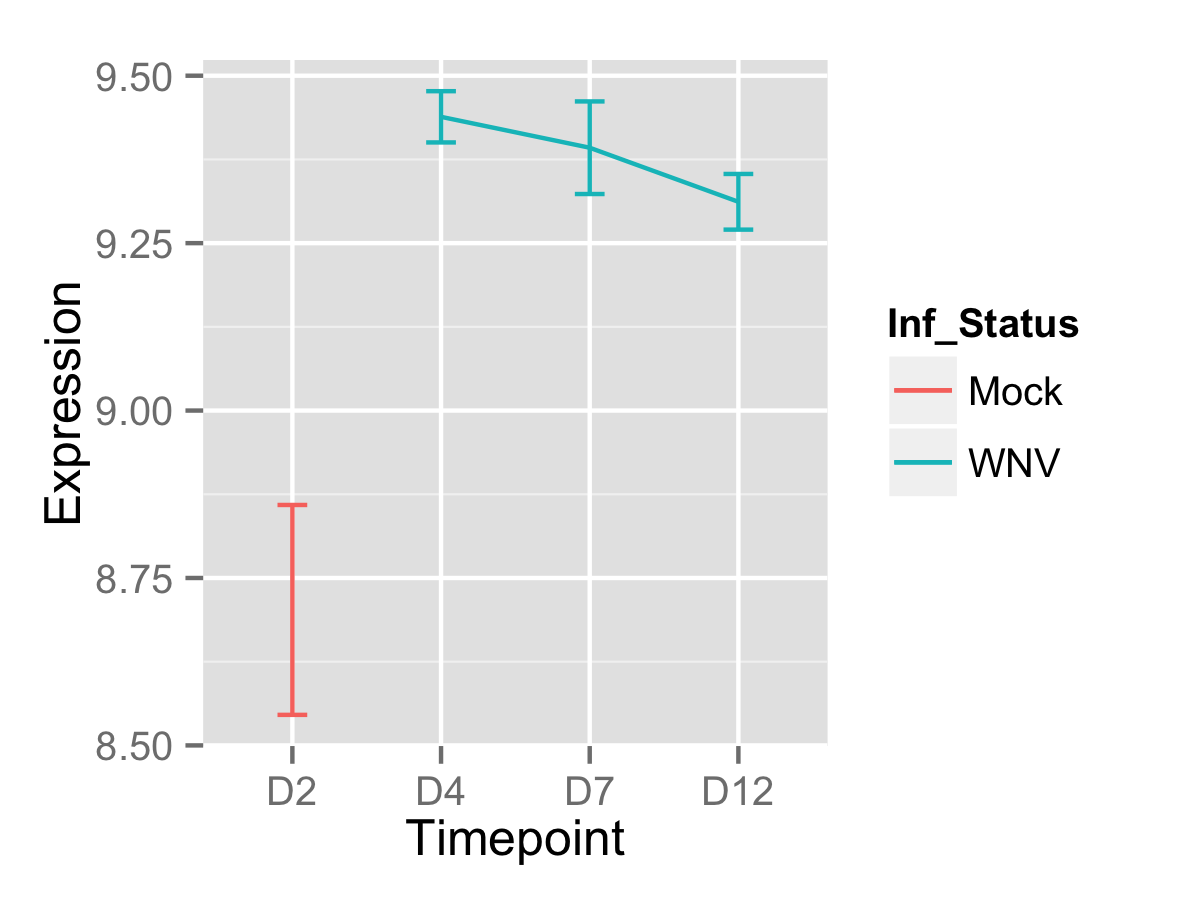 9.50
9.25
9.00
8.75
8.50
Expression
D2 D4 D7 D12
Timepoint
Inf_Status
Mock
WNV